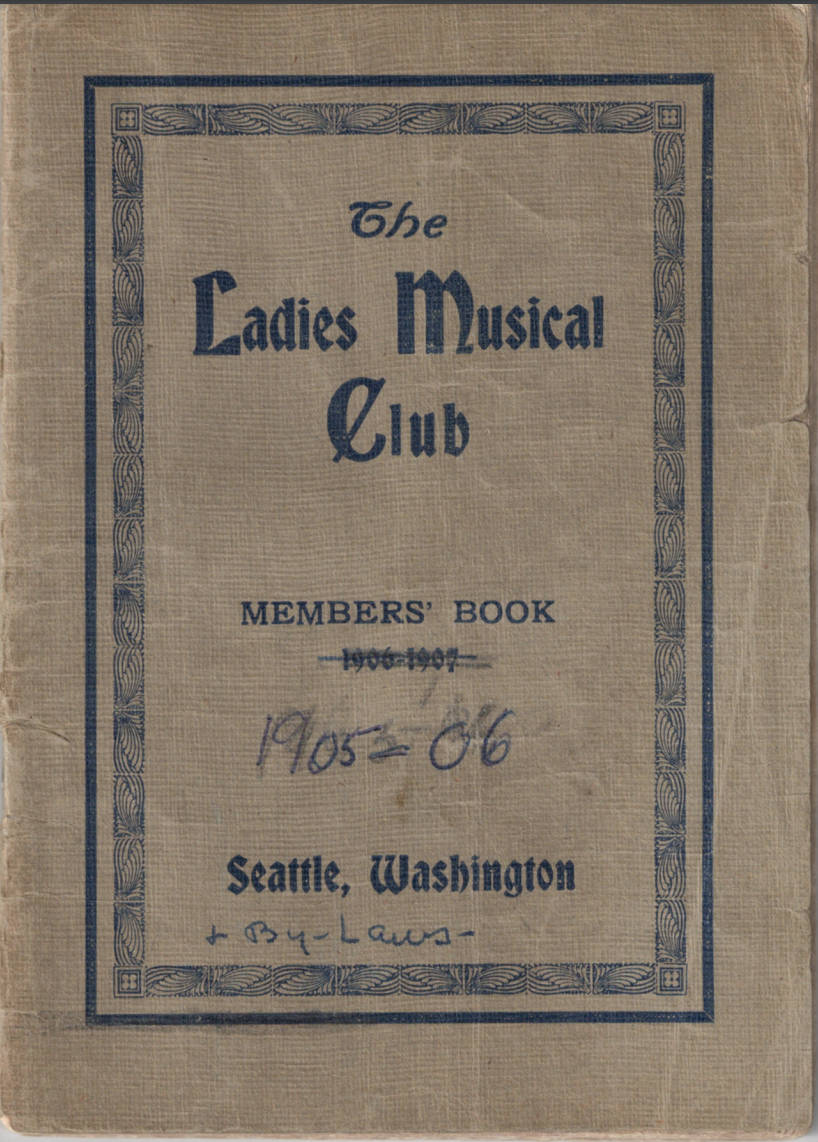 The
Ladies Musical
Club
MEMBERS' BOOK
1906-1907
1905-06
Seattle, Washington
+ By-Laws-